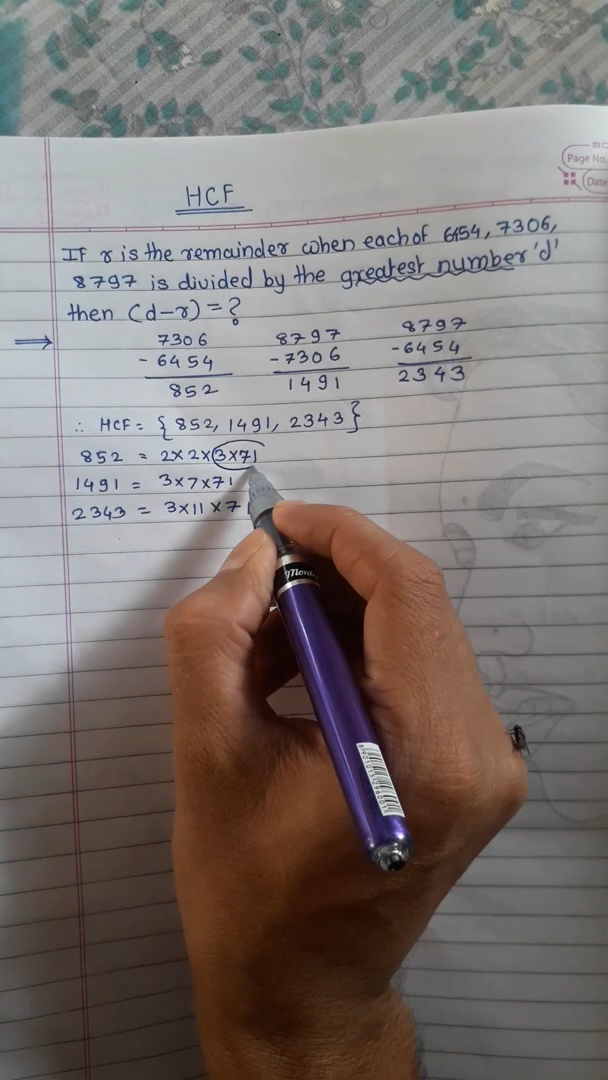 Page No.
Date
HCF
If r is the remainder when each of 6454, 7306,
8797 is divided by the greatest number 'd'
then (d-r) = ?
⇒ 7306 8797 8797
- 6454 -7306 -6454
852 1491 2343
∴ HCF = {852, 1491, 2343}
852 = 2×2×3×71
1491 = 3×7×71
2343 = 3×11×71